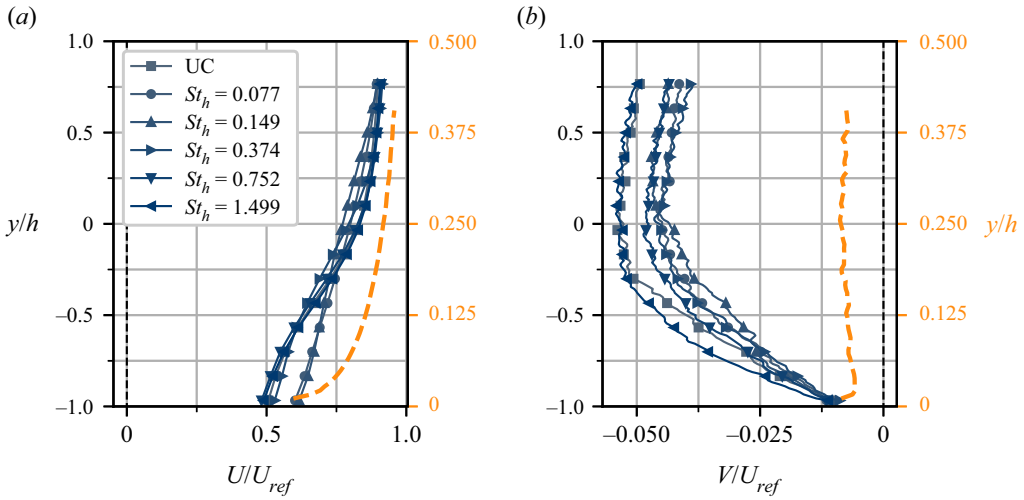 (a)
(b)
1.0
0.5
0
−0.5
−1.0
y/h
UC
St_h = 0.077
St_h = 0.149
St_h = 0.374
St_h = 0.752
St_h = 1.499
0.500
0.375
0.250
0.125
0
0
0.5
1.0
U/U_ref
1.0
0.5
0
−0.5
−1.0
0.500
0.375
0.250
0.125
0
y/h
−0.050
−0.025
0
V/U_ref